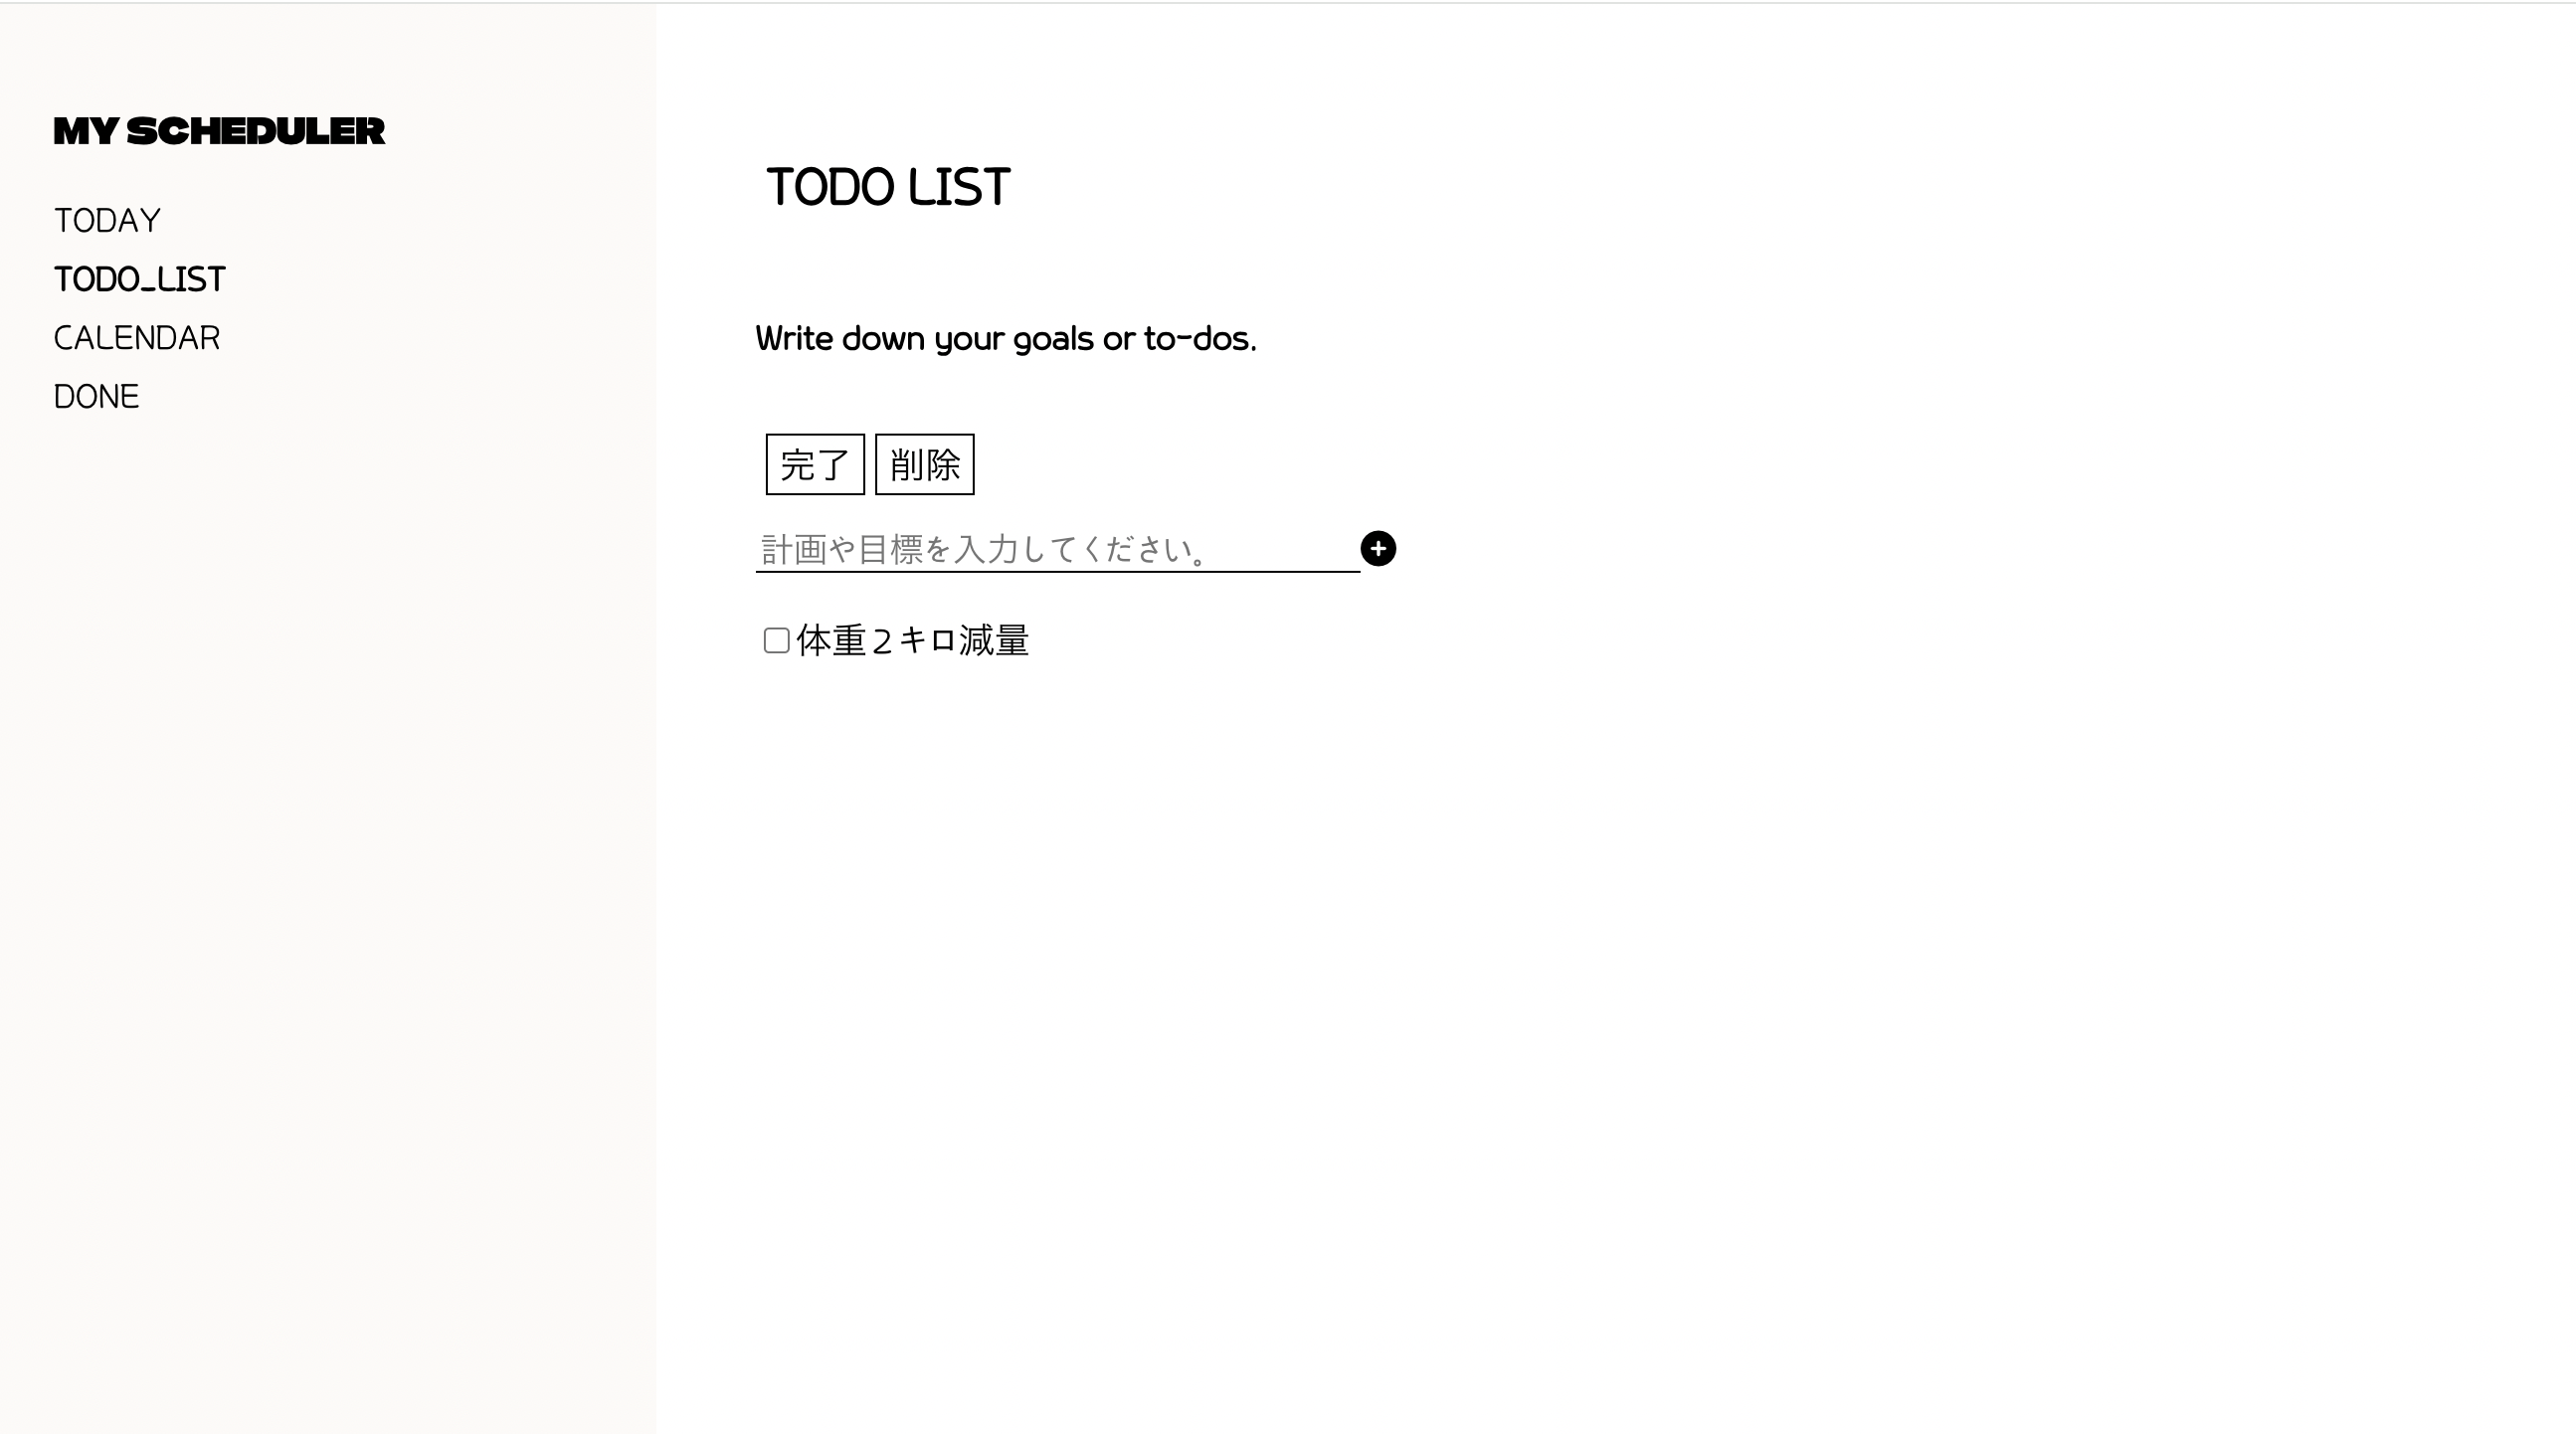 MY SCHEDULER
TODAY
TODO_LIST
CALENDAR
DONE
TODO LIST
Write down your goals or to-dos.
完了 削除
計画や目標を入力してください。
体重2キロ減量